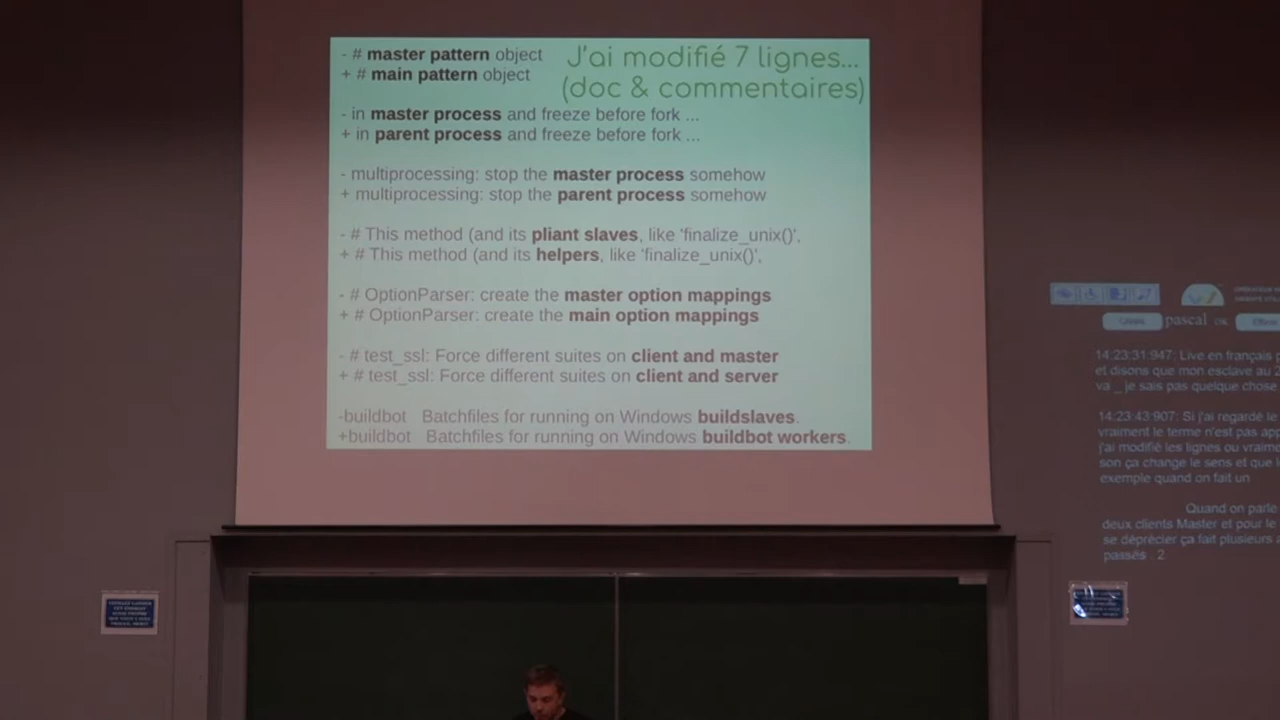 - # master pattern object
+ # main pattern object
J'ai modifié 7 lignes...
(doc & commentaires)
- in master process and freeze before fork ...
+ in parent process and freeze before fork ...
- multiprocessing: stop the master process somehow
+ multiprocessing: stop the parent process somehow
- # This method (and its pliant slaves, like 'finalize_unix()',
+ # This method (and its helpers, like 'finalize_unix()',
- # OptionParser: create the master option mappings
+ # OptionParser: create the main option mappings
- # test_ssl: Force different suites on client and master
+ # test_ssl: Force different suites on client and server
-buildbot Batchfiles for running on Windows buildslaves.
+buildbot Batchfiles for running on Windows buildbot workers.
pascal OK
14:23:31:947: Live en français
et disons que mon esclave au 2
va _ je sais pas quelque chose
14:23:43:907: Si j'ai regardé le
vraiment le terme n'est pas app
j'ai modifié les lignes ou vraime
son ça change le sens et que
exemple quand on fait un
Quand on parle
deux clients Master et pour le
se déprécier ça fait plusieurs a
passés : 2